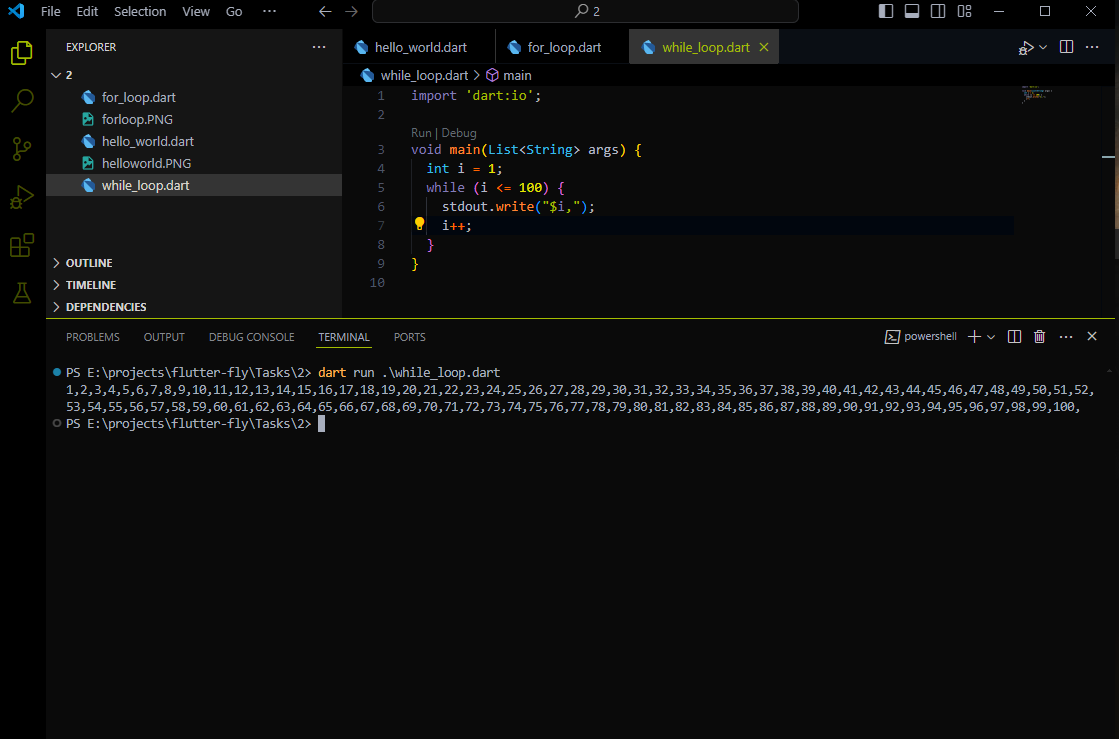 File Edit Selection View Go ··· 2
EXPLORER ···
2
for_loop.dart
forloop.PNG
hello_world.dart
helloworld.PNG
while_loop.dart
OUTLINE
TIMELINE
DEPENDENCIES
hello_world.dart for_loop.dart while_loop.dart
while_loop.dart > main
1 import 'dart:io';
2
Run | Debug
3 void main(List<String> args) {
4 int i = 1;
5 while (i <= 100) {
6 stdout.write("$i,");
7 i++;
8 }
9 }
10
PROBLEMS OUTPUT DEBUG CONSOLE TERMINAL PORTS powershell
PS E:\projects\flutter-fly\Tasks\2> dart run .\while_loop.dart
1,2,3,4,5,6,7,8,9,10,11,12,13,14,15,16,17,18,19,20,21,22,23,24,25,26,27,28,29,30,31,32,33,34,35,36,37,38,39,40,41,42,43,44,45,46,47,48,49,50,51,52,
53,54,55,56,57,58,59,60,61,62,63,64,65,66,67,68,69,70,71,72,73,74,75,76,77,78,79,80,81,82,83,84,85,86,87,88,89,90,91,92,93,94,95,96,97,98,99,100,
PS E:\projects\flutter-fly\Tasks\2>